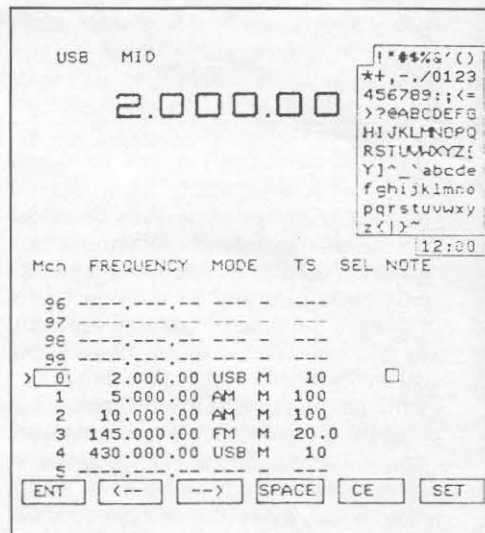 USB MID
2.000.00
!"#$%&'()
*+,-./0123
456789:;<=
>?@ABCDEFG
HIJKLMNOPQ
RSTUVWXYZ[
¥]^_`abcde
fghijklmno
pqrstuvwxy
z{|}~
12:00
Mch FREQUENCY MODE TS SEL NOTE
96 ---.---.-- --- ---
97 ---.---.-- --- ---
98 ---.---.-- --- ---
99 ---.---.-- --- ---
> 0 2.000.00 USB 10
1 5.000.00 AM M 100
2 10.000.00 AM M 100
3 145.000.00 FM M 20.0
4 430.000.00 USB M 10
5 ---.---.-- --- ---
ENT <-- --> SPACE CE SET